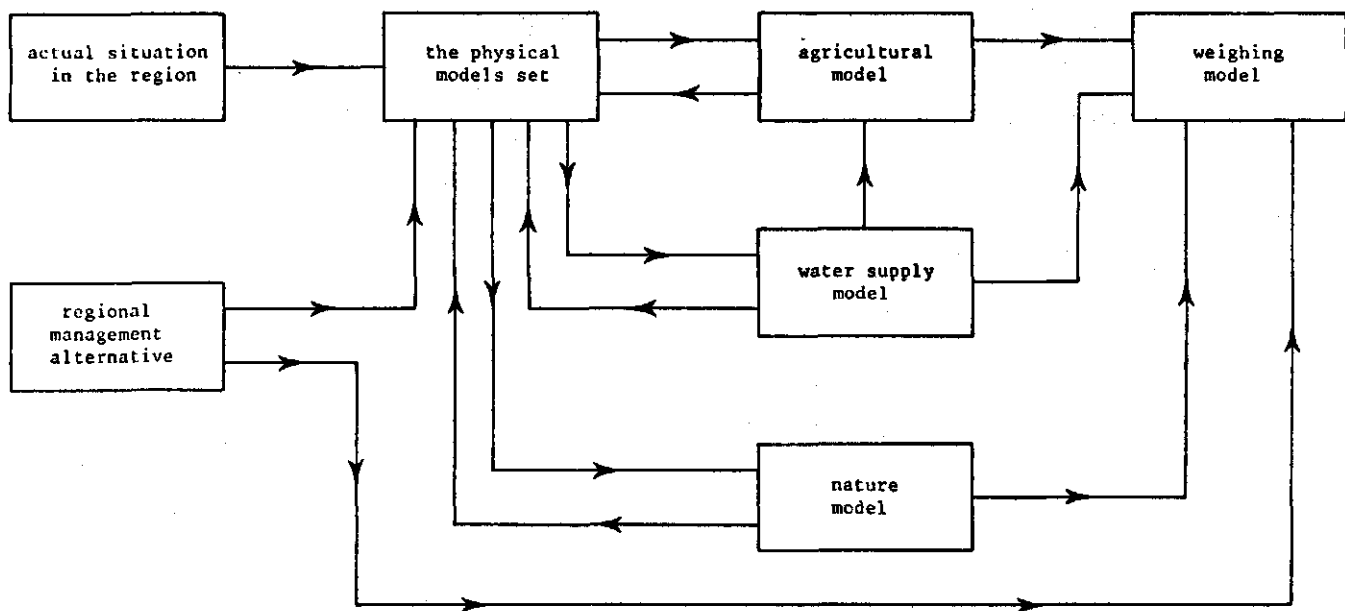 actual situation
in the region
the physical
models set
agricultural
model
weighing
model
water supply
model
regional
management
alternative
nature
model